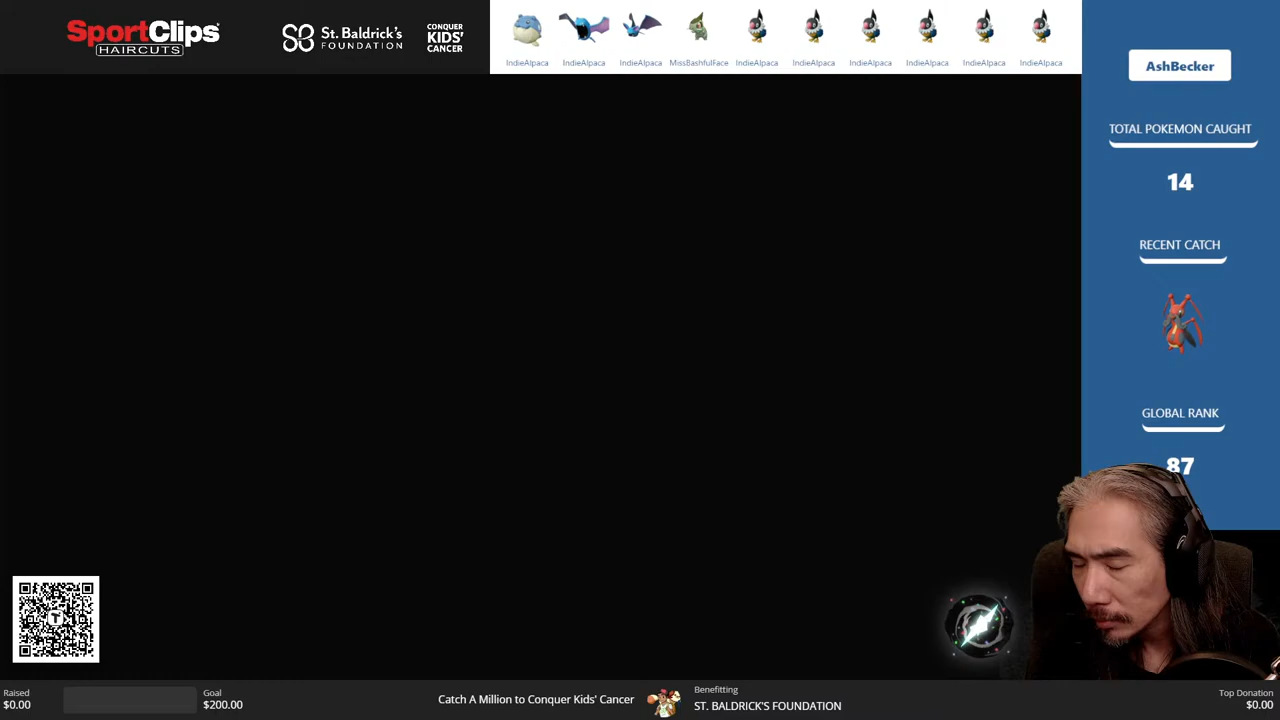 SportClips
HAIRCUTS
St. Baldrick's
FOUNDATION
CONQUER
KIDS'
CANCER
IndieAlpaca IndieAlpaca IndieAlpaca MissBashfulFace IndieAlpaca IndieAlpaca IndieAlpaca IndieAlpaca IndieAlpaca IndieAlpaca
AshBecker
TOTAL POKEMON CAUGHT
14
RECENT CATCH
GLOBAL RANK
87
T
Raised
$0.00
Goal
$200.00
Catch A Million to Conquer Kids' Cancer
Benefitting
ST. BALDRICK'S FOUNDATION
Top Donation
$0.00